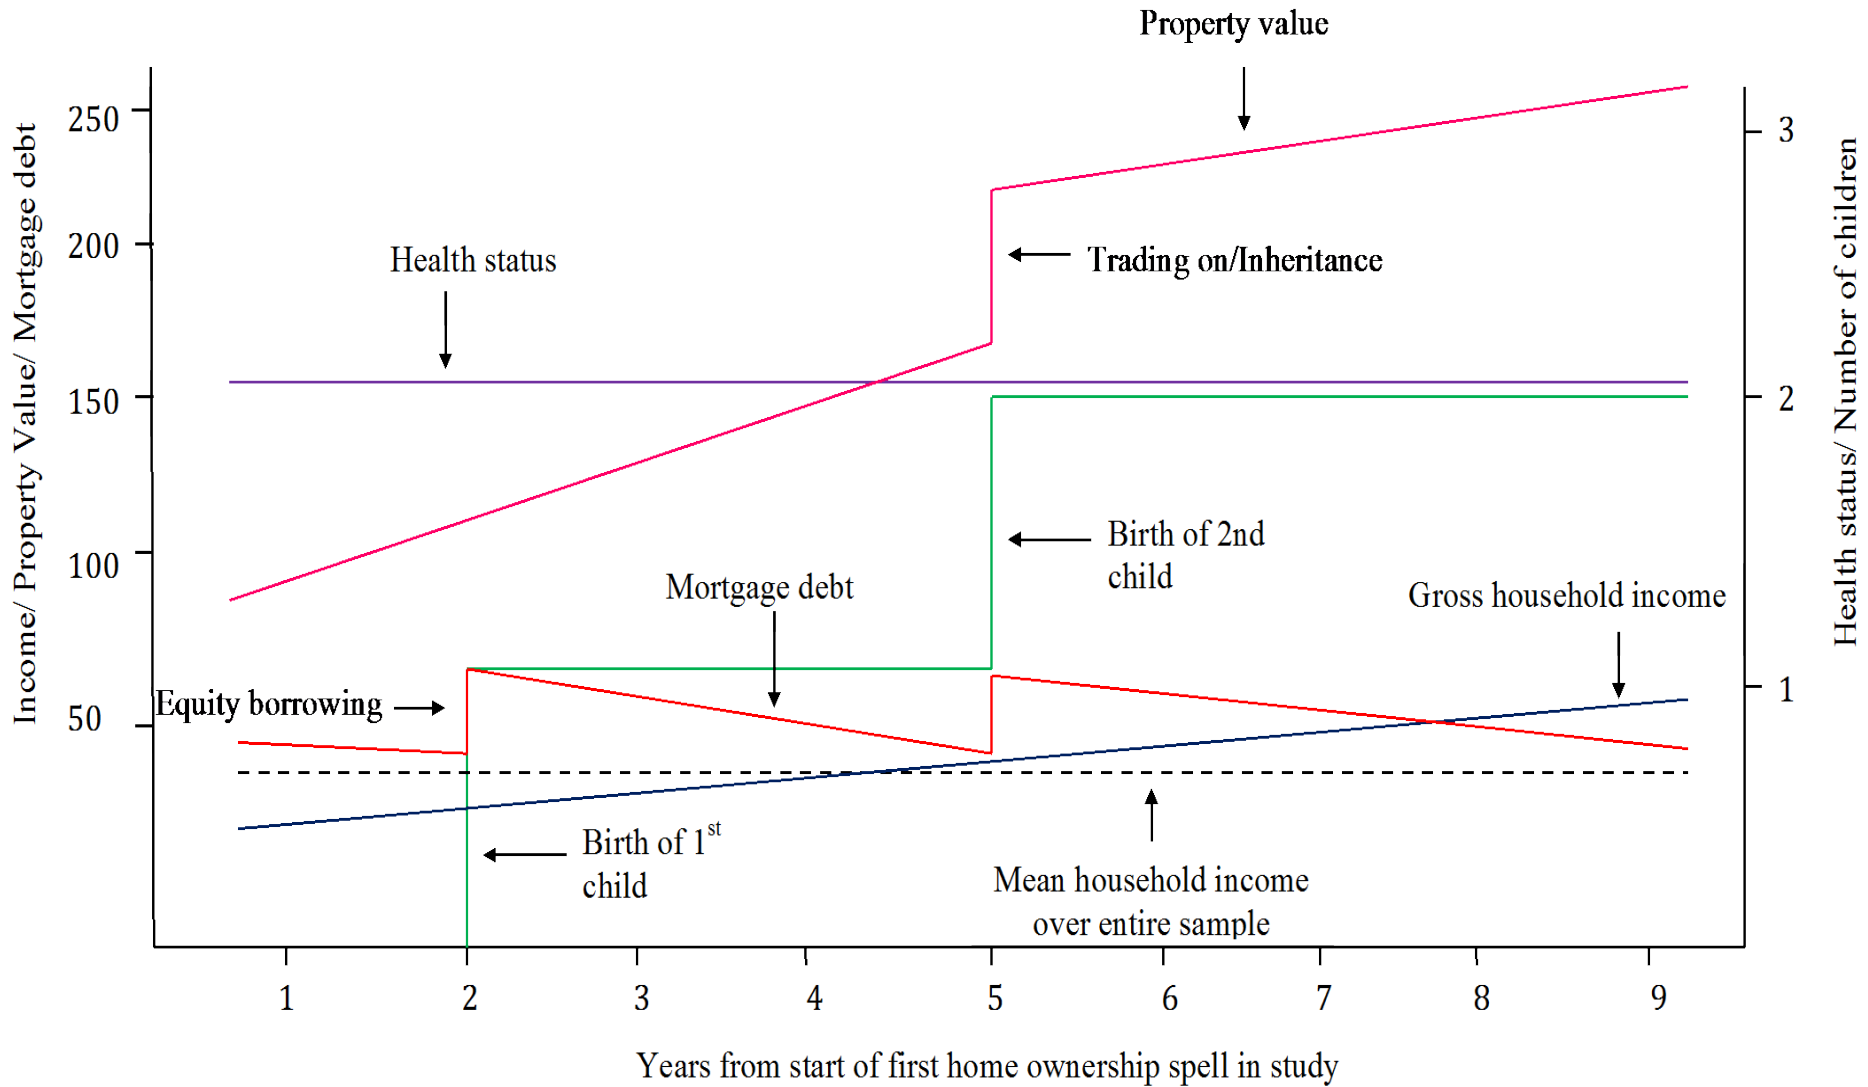 Property value
250
200
150
100
50
Income/ Property Value/ Mortgage debt
3
2
1
Health status/ Number of children
Health status
Trading on/Inheritance
Birth of 2nd
child
Mortgage debt
Gross household income
Equity borrowing
Birth of 1st
child
Mean household income
over entire sample
1 2 3 4 5 6 7 8 9
Years from start of first home ownership spell in study